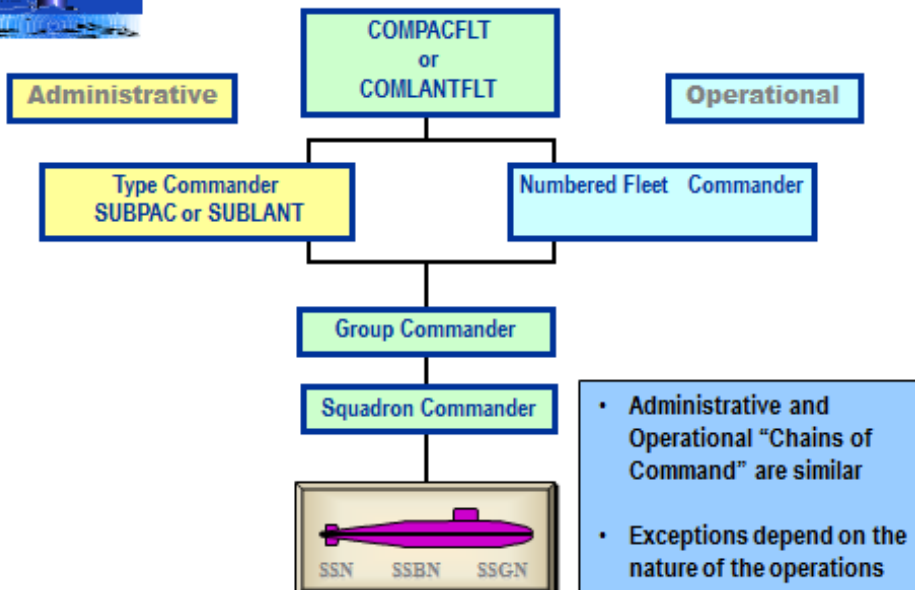 COMPACFLT
or
COMLANTFLT
Administrative
Operational
Type Commander
SUBPAC or SUBLANT
Numbered Fleet Commander
Group Commander
Squadron Commander
• Administrative and
Operational “Chains of
Command” are similar
• Exceptions depend on the
nature of the operations
SSN SSBN SSGN